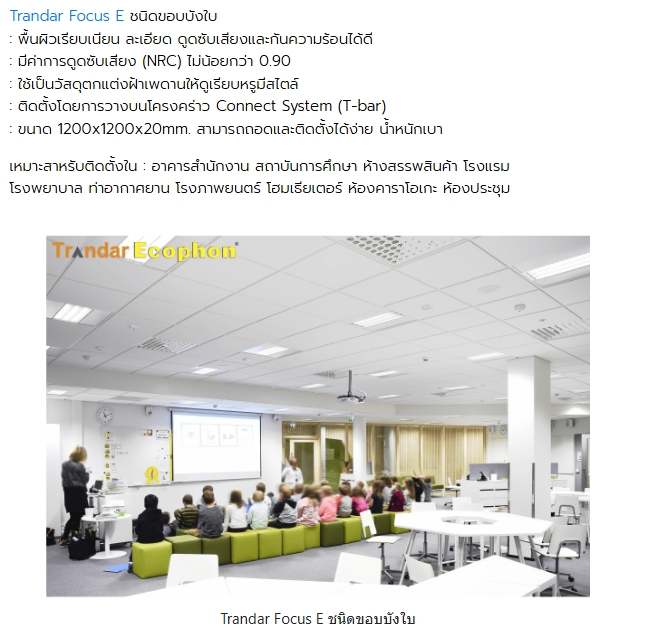 Trandar Focus E ชนิดขอบบังใบ
: พื้นผิวเรียบเนียน ละเอียด ดูดซับเสียงและกันความร้อนได้ดี
: มีค่าการดูดซับเสียง (NRC) ไม่น้อยกว่า 0.90
: ใช้เป็นวัสดุตกแต่งฝ้าเพดานให้ดูเรียบหรูมีสไตล์
: ติดตั้งโดยการวางบนโครงคร่าว Connect System (T-bar)
: ขนาด 1200x1200x20mm. สามารถถอดและติดตั้งได้ง่าย น้ำหนักเบา
เหมาะสาหรับติดตั้งใน : อาคารสำนักงาน สถาบันการศึกษา ห้างสรรพสินค้า โรงแรม
โรงพยาบาล ท่าอากาศยาน โรงภาพยนตร์ โฮมเธียเตอร์ ห้องคาราโอเกะ ห้องประชุม
Trandar Ecophon®
Trandar Focus E ชนิดขอบบังใบ